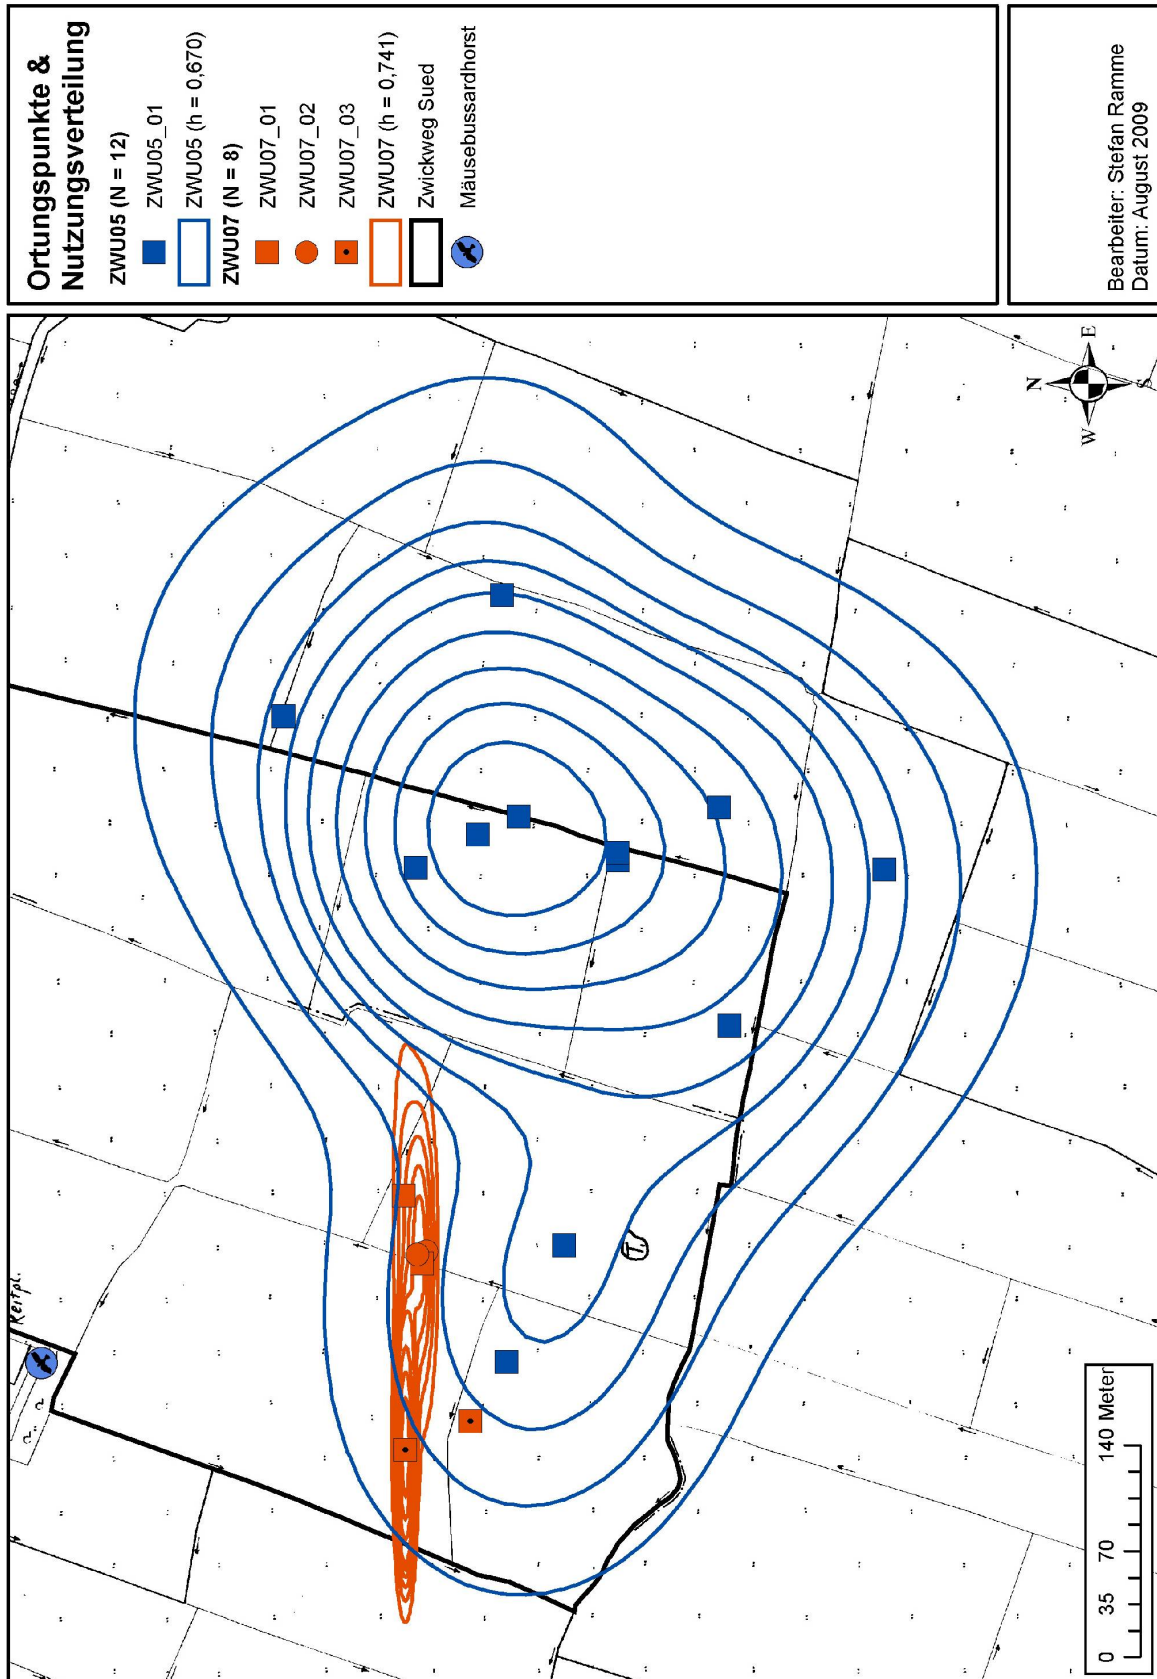 Ortungspunkte &
Nutzungsverteilung
ZWU05 (N = 12)
ZWU05_01
ZWU05 (h = 0,670)
ZWU07 (N = 8)
ZWU07_01
ZWU07_02
ZWU07_03
ZWU07 (h = 0,741)
Zwickweg Sued
Mäusebussardhorst
Bearbeiter: Stefan Ramme
Datum: August 2009
Reitpl.
T.
N
W
E
S
0 35 70 140 Meter